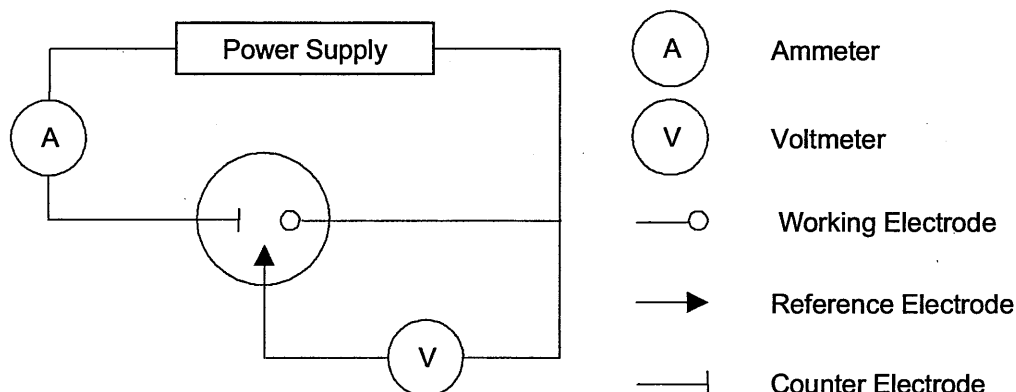 Power Supply
A
V
A Ammeter
V Voltmeter
Working Electrode
Reference Electrode
Counter Electrode